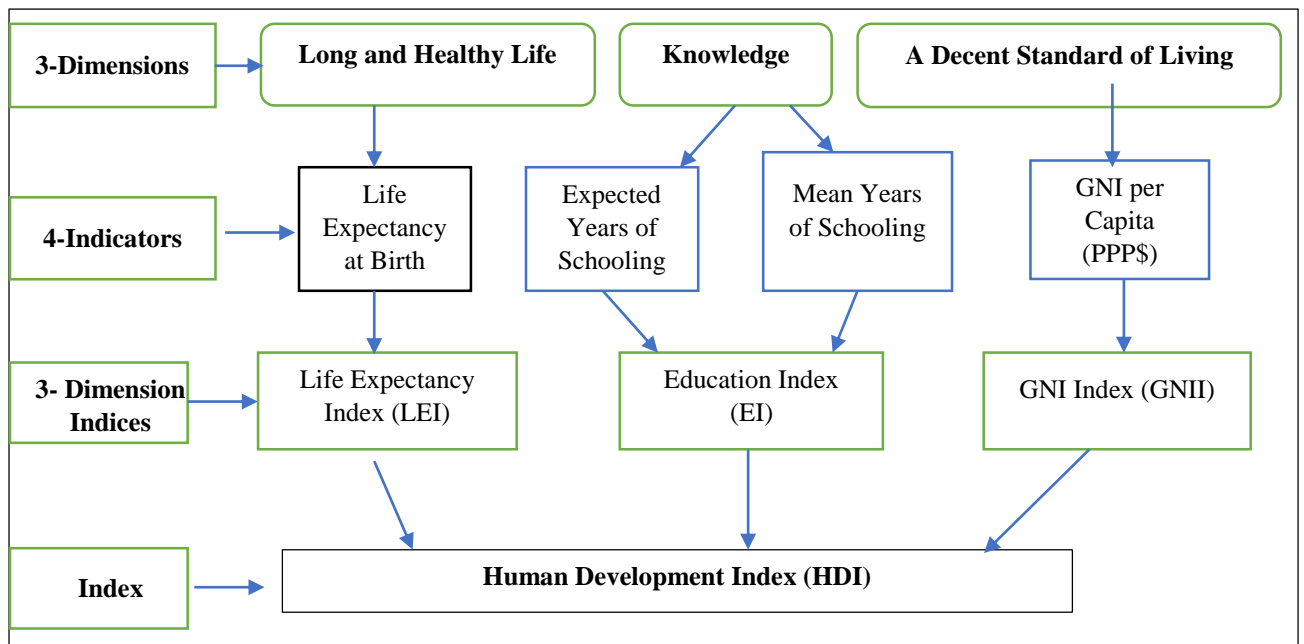 3-Dimensions
Long and Healthy Life
Knowledge
A Decent Standard of Living
4-Indicators
Life
Expectancy
at Birth
Expected
Years of
Schooling
Mean Years
of Schooling
GNI per
Capita
(PPP$)
3- Dimension
Indices
Life Expectancy
Index (LEI)
Education Index
(EI)
GNI Index (GNII)
Index
Human Development Index (HDI)